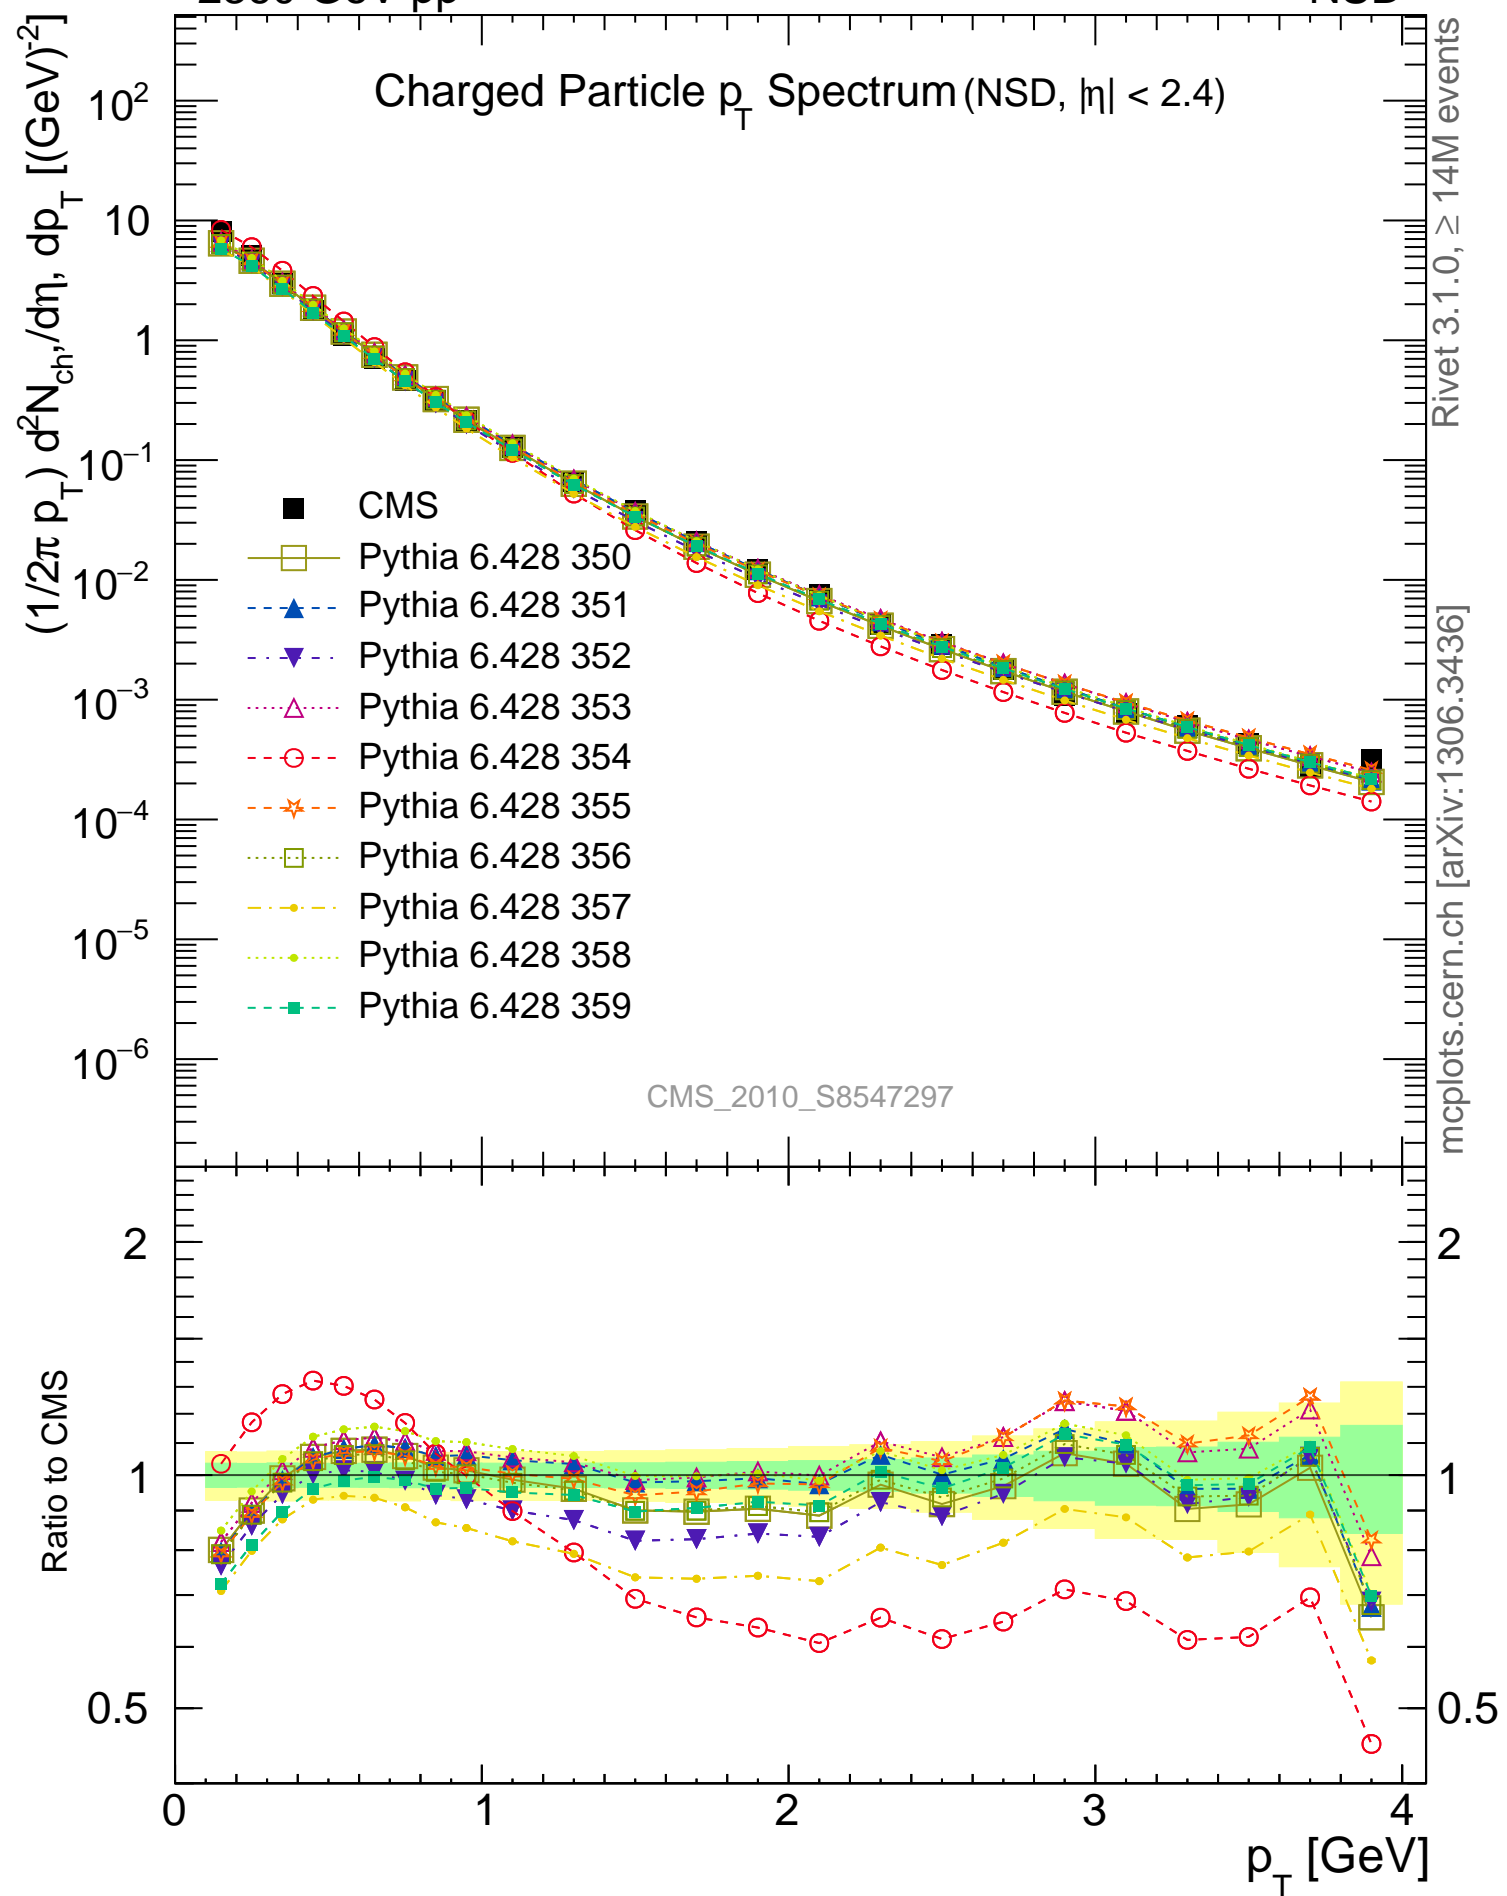 Charged Particle p_T Spectrum (NSD, |η| < 2.4)
(1/2π p_T) d²N_ch,/dη, dp_T [(GeV)⁻²]
10²
10
1
10⁻¹
10⁻²
10⁻³
10⁻⁴
10⁻⁵
10⁻⁶
CMS
Pythia 6.428 350
Pythia 6.428 351
Pythia 6.428 352
Pythia 6.428 353
Pythia 6.428 354
Pythia 6.428 355
Pythia 6.428 356
Pythia 6.428 357
Pythia 6.428 358
Pythia 6.428 359
CMS_2010_S8547297
Rivet 3.1.0, ≥ 14M events
mcplots.cern.ch [arXiv:1306.3436]
Ratio to CMS
2
1
0.5
2
1
0.5
0
1
2
3
4
p_T [GeV]